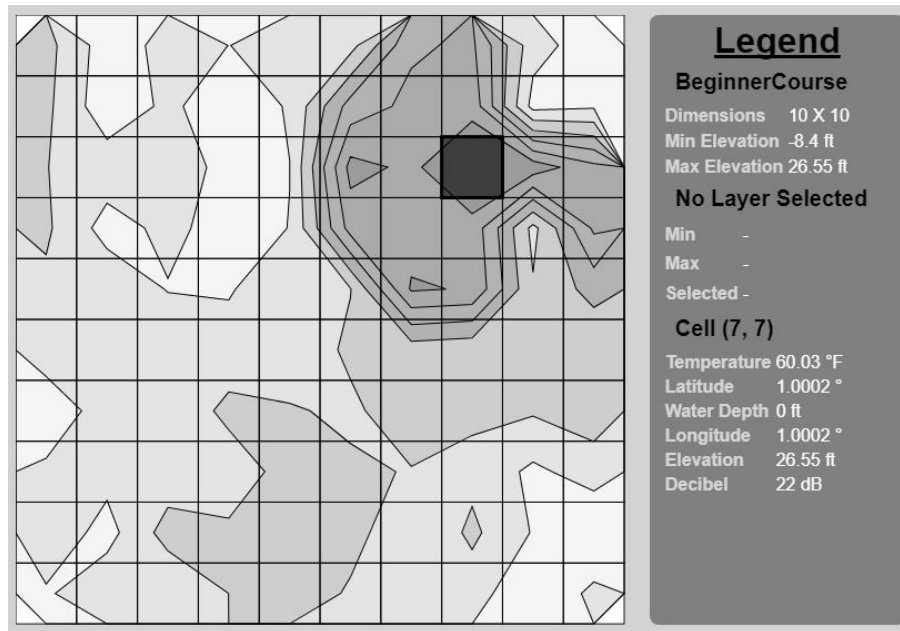 Legend
BeginnerCourse
Dimensions 10 X 10
Min Elevation -8.4 ft
Max Elevation 26.55 ft
No Layer Selected
Min -
Max -
Selected -
Cell (7, 7)
Temperature 60.03 °F
Latitude 1.0002 °
Water Depth 0 ft
Longitude 1.0002 °
Elevation 26.55 ft
Decibel 22 dB